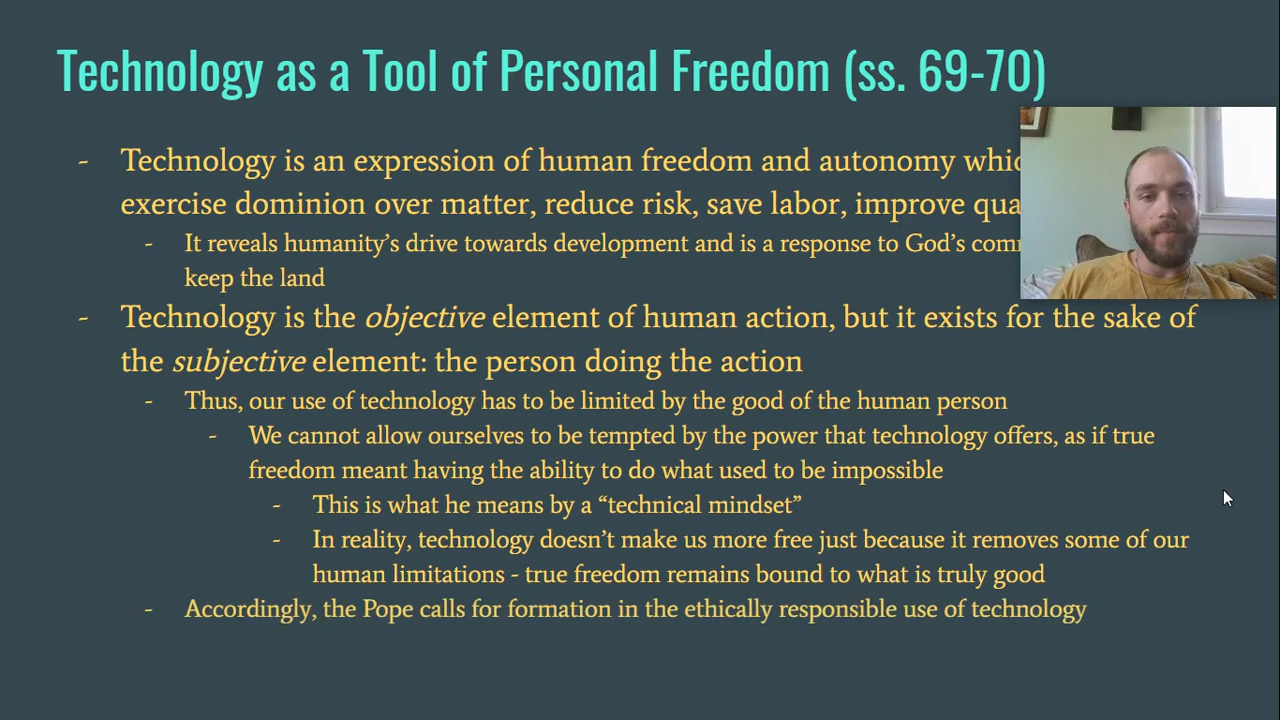 Technology as a Tool of Personal Freedom (ss. 69-70)
- Technology is an expression of human freedom and autonomy
exercise dominion over matter, reduce risk, save labor, improve
- It reveals humanity's drive towards development and is a response to God's
keep the land
- Technology is the objective element of human action, but it exists for the sake of
the subjective element: the person doing the action
- Thus, our use of technology has to be limited by the good of the human person
- We cannot allow ourselves to be tempted by the power that technology offers, as if true
freedom meant having the ability to do what used to be impossible
- This is what he means by a “technical mindset”
- In reality, technology doesn't make us more free just because it removes some of our
human limitations - true freedom remains bound to what is truly good
- Accordingly, the Pope calls for formation in the ethically responsible use of technology